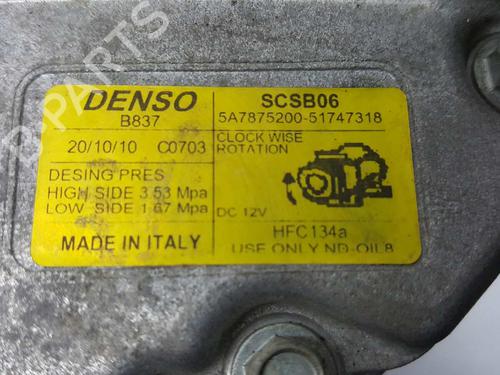 B-PARTS
DENSO
B837
20/10/10 C0703
DESING PRES
HIGH SIDE 3.53 Mpa
LOW SIDE 1.67 Mpa
MADE IN ITALY
SCSB06
5A7875200-51747318
CLOCK WISE
ROTATION
DC 12V
HFC134a
USE ONLY ND-OIL8